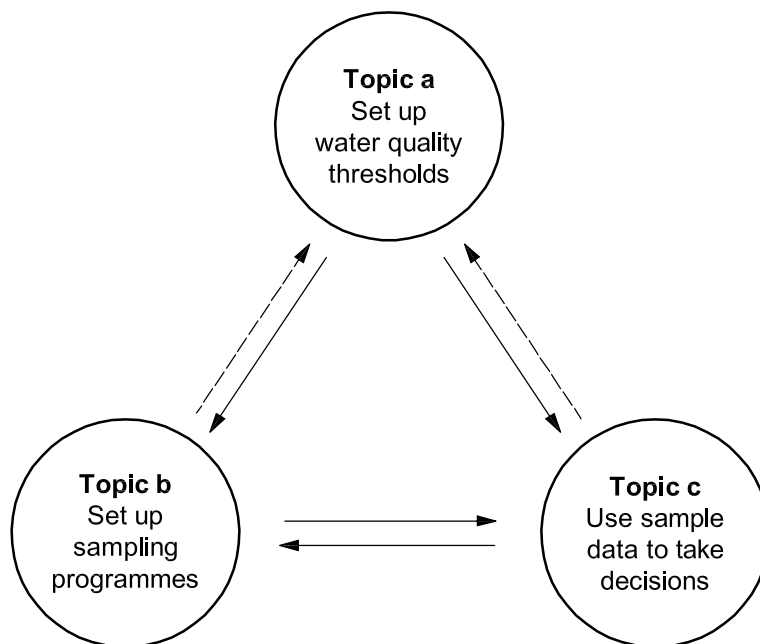 Topic a
Set up
water quality
thresholds
Topic b
Set up
sampling
programmes
Topic c
Use sample
data to take
decisions